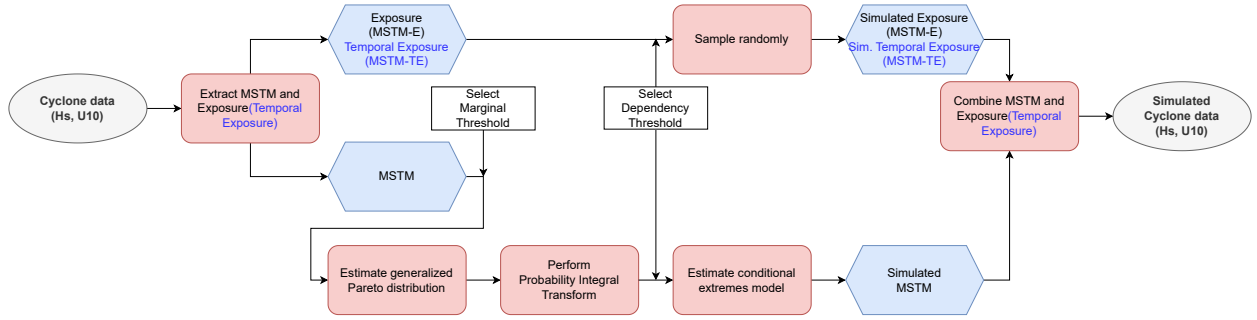 Cyclone data
(Hs, U10)
Extract MSTM and
Exposure(Temporal
Exposure)
Exposure
(MSTM-E)
Temporal Exposure
(MSTM-TE)
MSTM
Select
Marginal
Threshold
Select
Dependency
Threshold
Sample randomly
Simulated Exposure
(MSTM-E)
Sim. Temporal Exposure
(MSTM-TE)
Combine MSTM and
Exposure(Temporal
Exposure)
Simulated
Cyclone data
(Hs, U10)
Estimate generalized
Pareto distribution
Perform
Probability Integral
Transform
Estimate conditional
extremes model
Simulated
MSTM